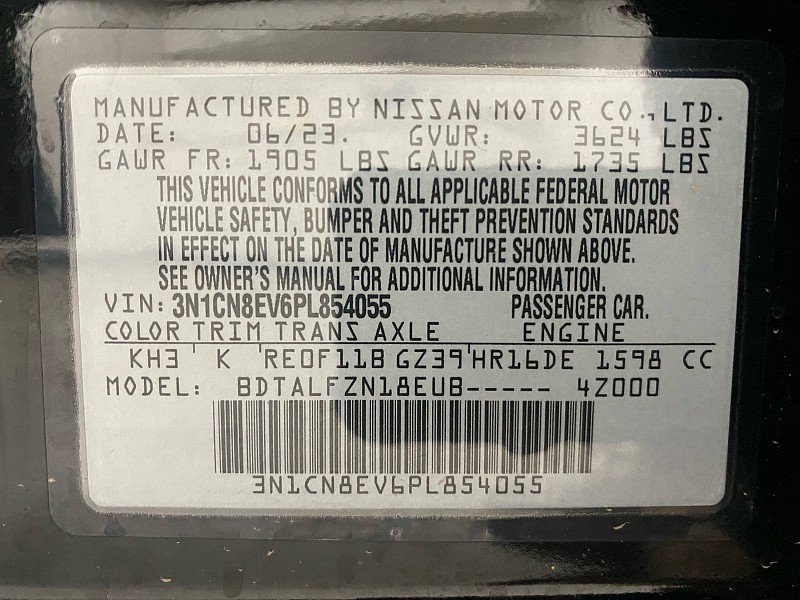 MANUFACTURED BY NISSAN MOTOR CO., LTD.
DATE: 06/23. GVWR: 3624 LBS
GAWR FR: 1905 LBS GAWR RR: 1735 LBS
THIS VEHICLE CONFORMS TO ALL APPLICABLE FEDERAL MOTOR
VEHICLE SAFETY, BUMPER AND THEFT PREVENTION STANDARDS
IN EFFECT ON THE DATE OF MANUFACTURE SHOWN ABOVE.
SEE OWNER'S MANUAL FOR ADDITIONAL INFORMATION.
VIN: 3N1CN8EV6PL854055 PASSENGER CAR.
COLOR TRIM TRANS AXLE ENGINE
KH3 K RE0F11B GZ39 HR16DE 1598 CC
MODEL: BDTALFZN18EUB----- 4Z000
3N1CN8EV6PL854055